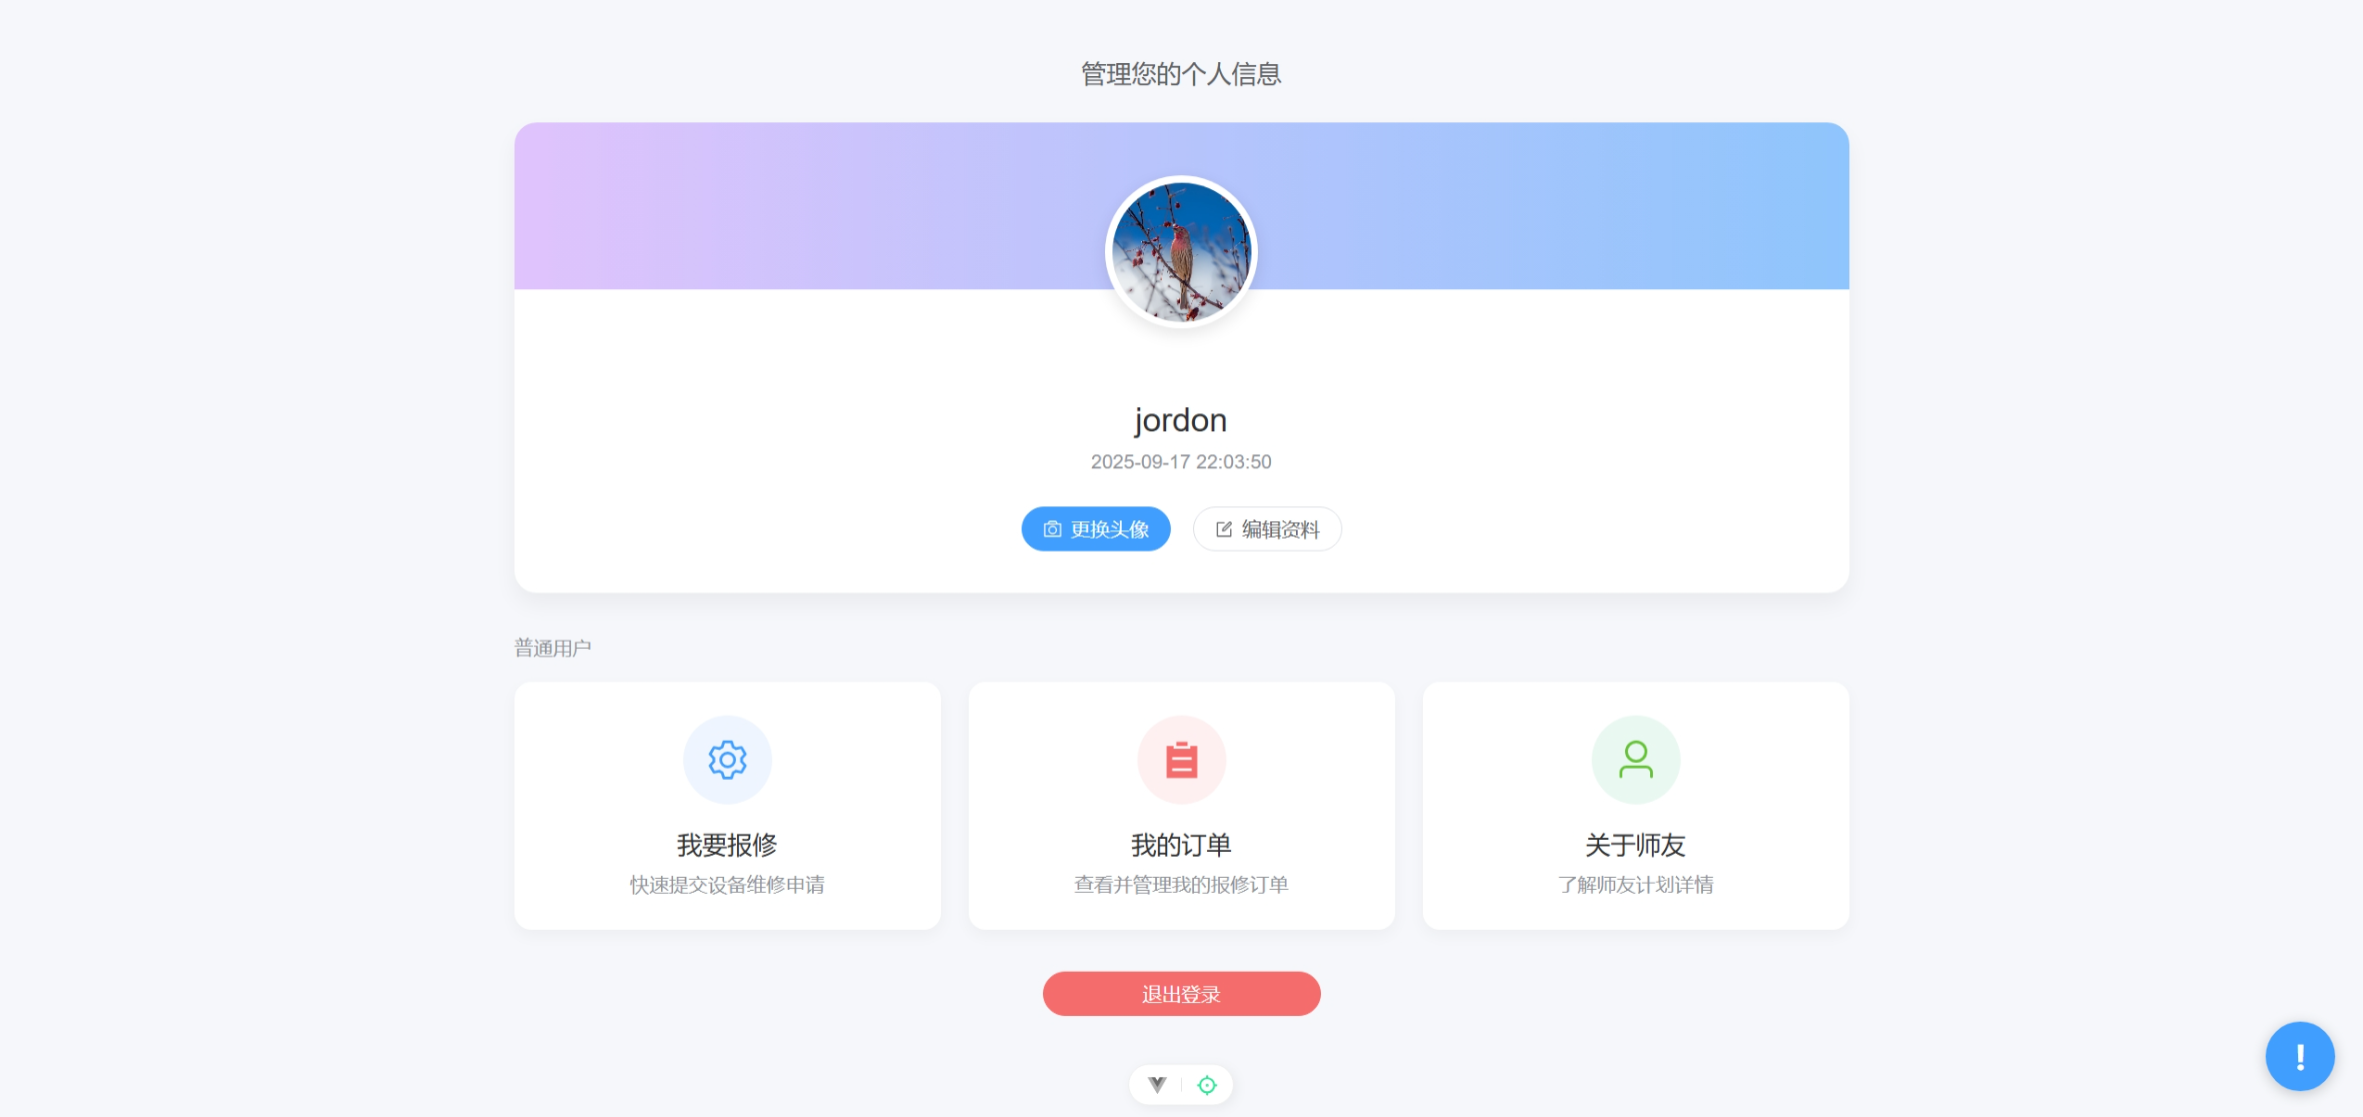 管理您的个人信息
jordon
2025-09-17 22:03:50
更换头像
编辑资料
普通用户
我要报修
快速提交设备维修申请
我的订单
查看并管理我的报修订单
关于师友
了解师友计划详情
退出登录
!